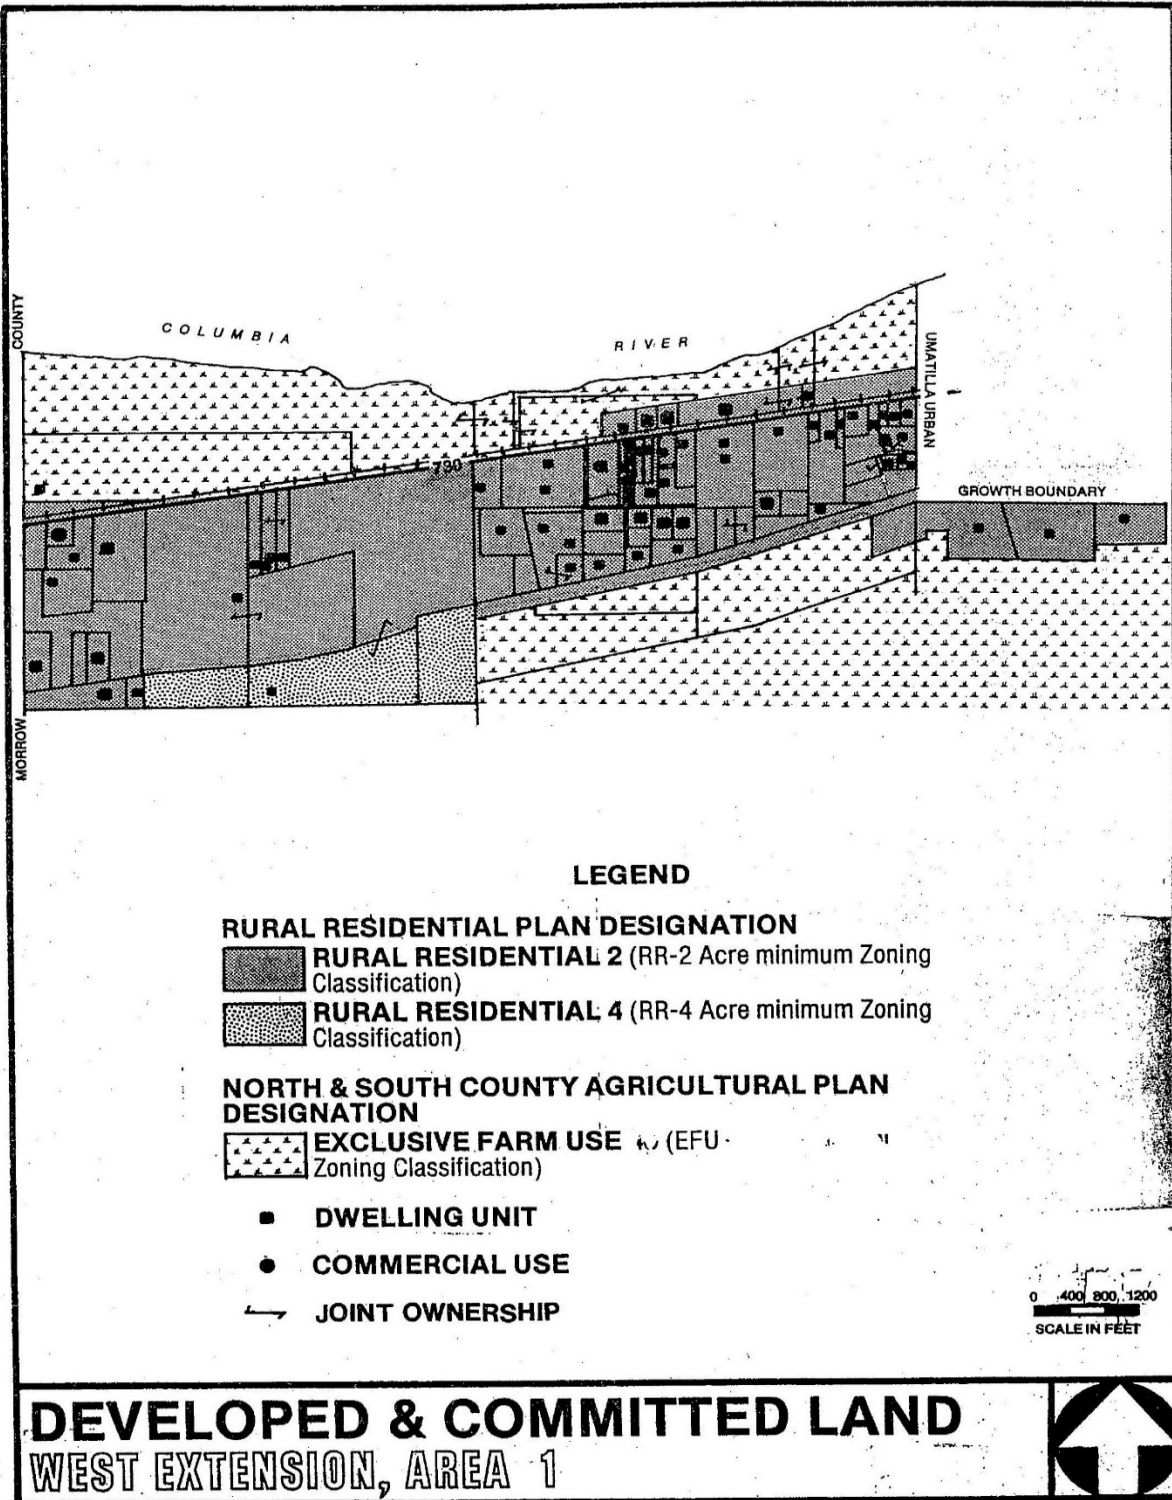 COUNTY
COLUMBIA
RIVER
UMATILLA URBAN
730
GROWTH BOUNDARY
MORROW
LEGEND
RURAL RESIDENTIAL PLAN DESIGNATION
RURAL RESIDENTIAL 2 (RR-2 Acre minimum Zoning
Classification)
RURAL RESIDENTIAL 4 (RR-4 Acre minimum Zoning
Classification)
NORTH & SOUTH COUNTY AGRICULTURAL PLAN
DESIGNATION
EXCLUSIVE FARM USE (EFU
Zoning Classification)
DWELLING UNIT
COMMERCIAL USE
JOINT OWNERSHIP
0 400 800 1200
SCALE IN FEET
DEVELOPED & COMMITTED LAND
WEST EXTENSION, AREA 1